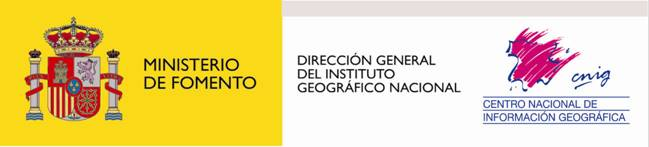 MINISTERIO
DE FOMENTO
DIRECCIÓN GENERAL
DEL INSTITUTO
GEOGRÁFICO NACIONAL
cnig
CENTRO NACIONAL DE
INFORMACIÓN GEOGRÁFICA